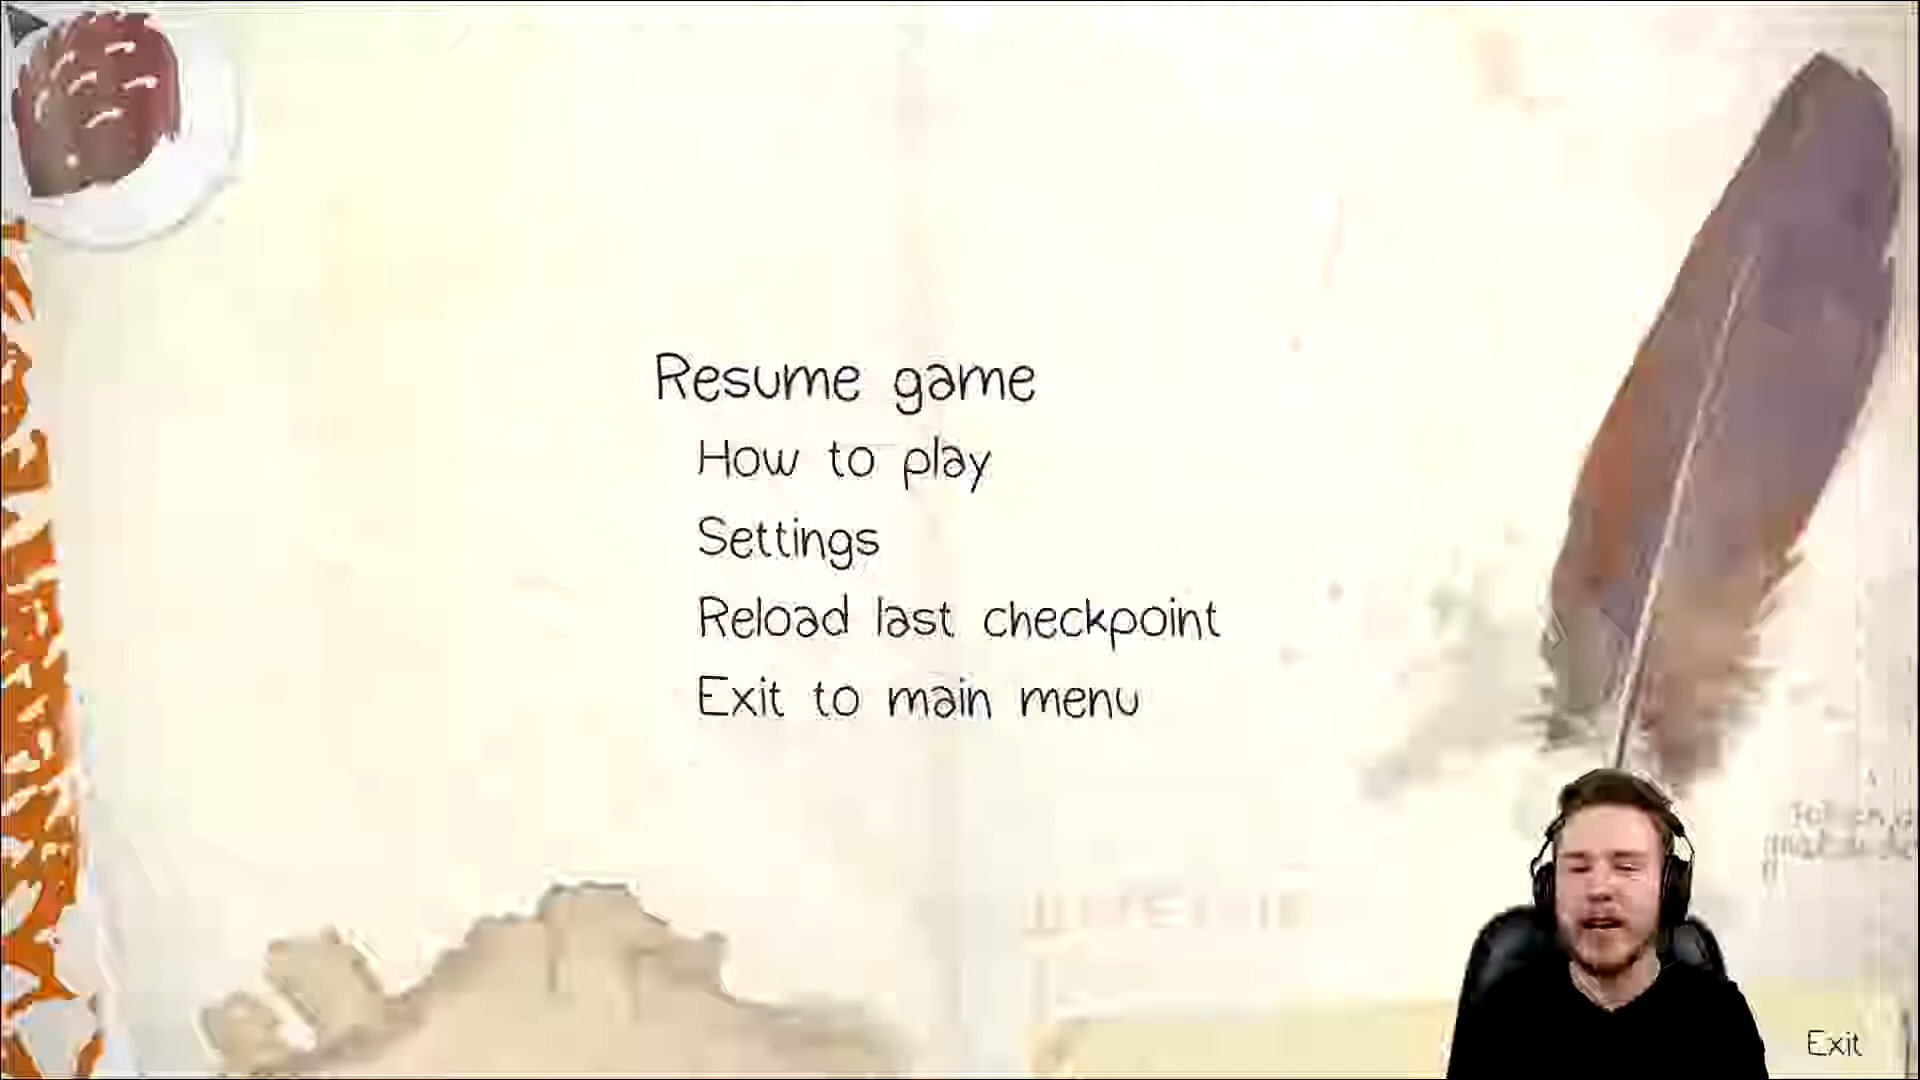 Resume game
How to play
Settings
Reload last checkpoint
Exit to main menu
Exit